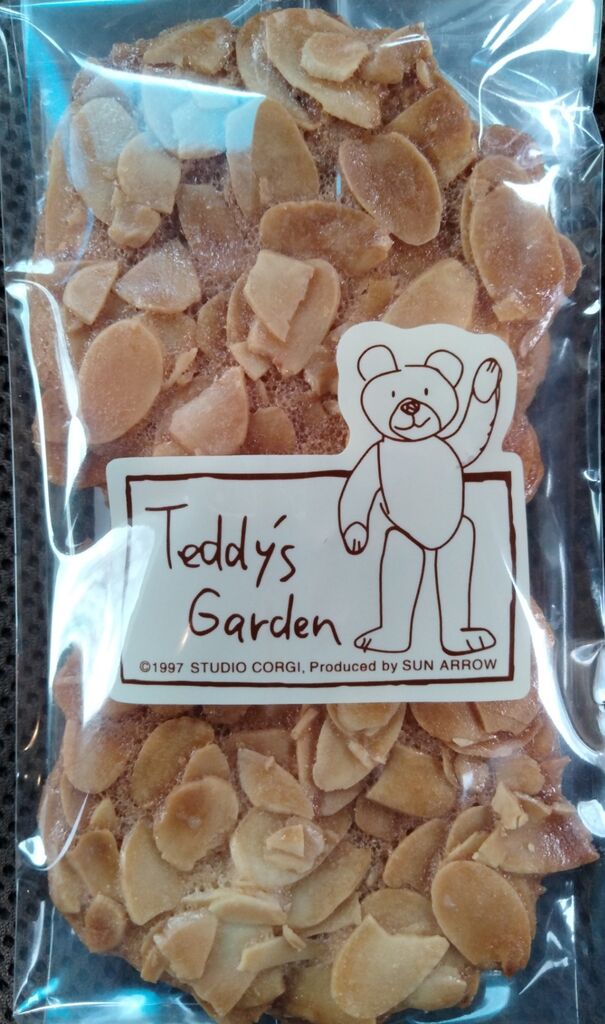 Teddy's
Garden
©1997 STUDIO CORGI, Produced by SUN ARROW